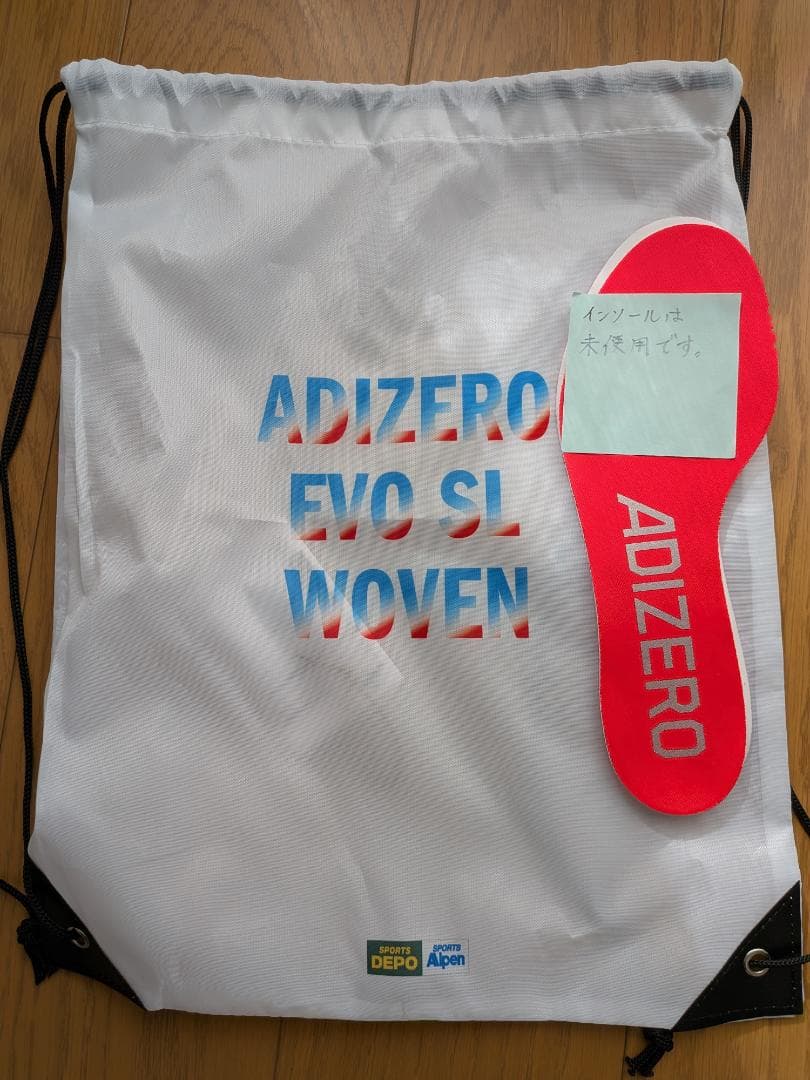 インソールは
未使用です。
ADIZERO
EVO SL
WOVEN
ADIZERO
SPORTS
DEPO
SPORTS
Alpen